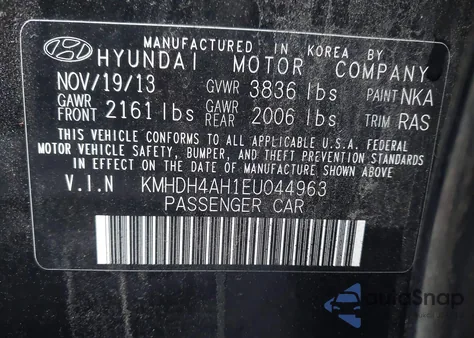 MANUFACTURED IN KOREA BY
HYUNDAI MOTOR COMPANY
NOV/19/13 GVWR 3836 lbs PAINT NKA
GAWR FRONT 2161 lbs GAWR REAR 2006 lbs TRIM RAS
THIS VEHICLE CONFORMS TO ALL APPLICABLE U.S.A. FEDERAL
MOTOR VEHICLE SAFETY, BUMPER, AND THEFT PREVENTION STANDARDS
IN EFFECT ON THE DATE OF MANUFACTURE SHOWN ABOVE.
V.I.N KMHDH4AH1EU044963
PASSENGER CAR
AutoSnap